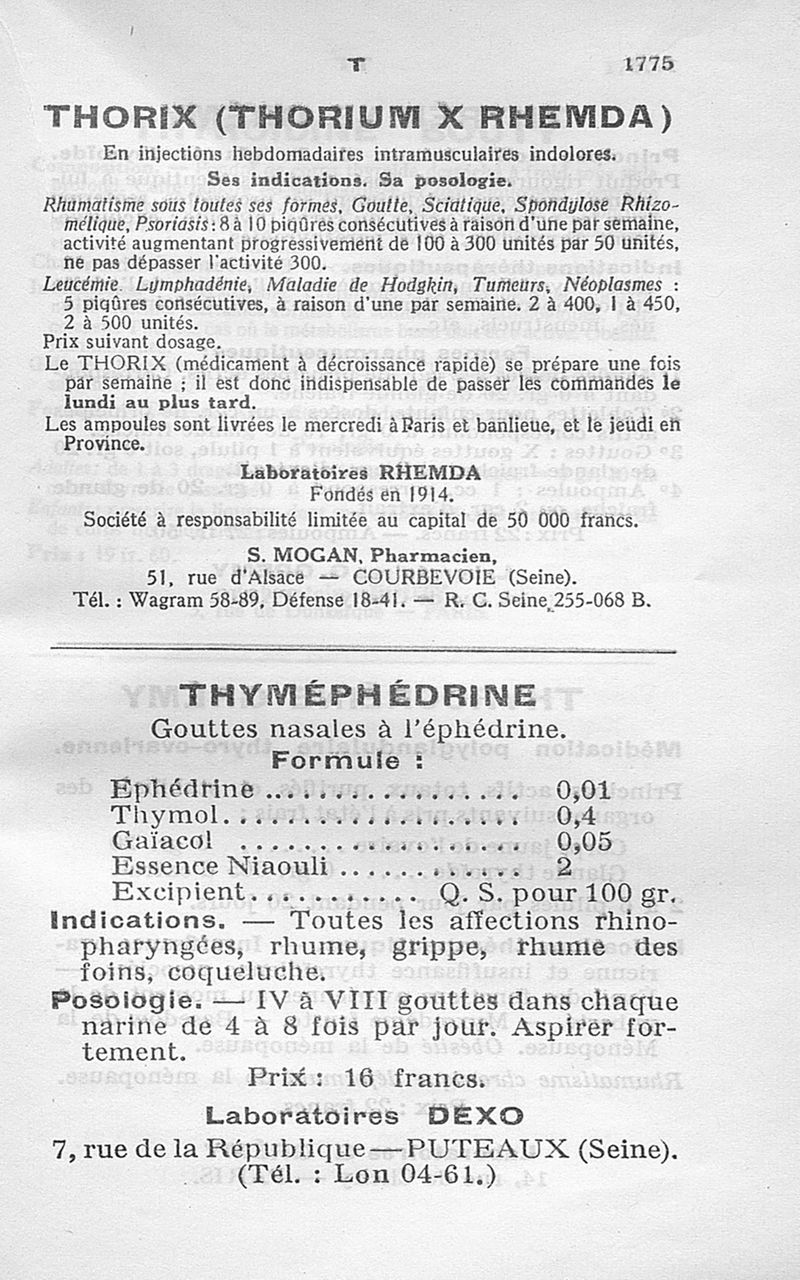 T 1775
THORIX (THORIUM X RHEMDA)
En injections hebdomadaires intramusculaires indolores.
Ses indications. Sa posologie.
Rhumatisme sous toutes ses formes, Goutte, Sciatique, Spondylose Rhizo-
mélique, Psoriasis : 8 à 10 piqûres consécutives à raison d'une par semaine,
activité augmentant progressivement de 100 à 300 unités par 50 unités,
ne pas dépasser l'activité 300.
Leucémie. Lymphadénie, Maladie de Hodgkin, Tumeurs, Néoplasmes :
5 piqûres consécutives, à raison d'une par semaine. 2 à 400, 1 à 450,
2 à 500 unités.
Prix suivant dosage.
Le THORIX (médicament à décroissance rapide) se prépare une fois
par semaine ; il est donc indispensable de passer les commandes le
lundi au plus tard.
Les ampoules sont livrées le mercredi à Paris et banlieue, et le jeudi en
Province.
Laboratoires RHEMDA
Fondés en 1914.
Société à responsabilité limitée au capital de 50 000 francs.
S. MOGAN, Pharmacien,
51, rue d'Alsace — COURBEVOIE (Seine).
Tél. : Wagram 58-89, Défense 18-41. — R. C. Seine 255-068 B.
THYMÉPHÉDRINE
Gouttes nasales à l'éphédrine.
Formule :
Ephédrine .................. 0,01
Thymol..................... 0,4
Gaïacol .................... 0,05
Essence Niaouli ............. 2
Excipient........... Q. S. pour 100 gr.
Indications. — Toutes les affections rhino-
pharyngées, rhume, grippe, rhume des
foins, coqueluche.
Posologie. — IV à VIII gouttes dans chaque
narine de 4 à 8 fois par jour. Aspirer for-
tement.
Prix : 16 francs.
Laboratoires DEXO
7, rue de la République — PUTEAUX (Seine).
(Tél. : Lon 04-61.)